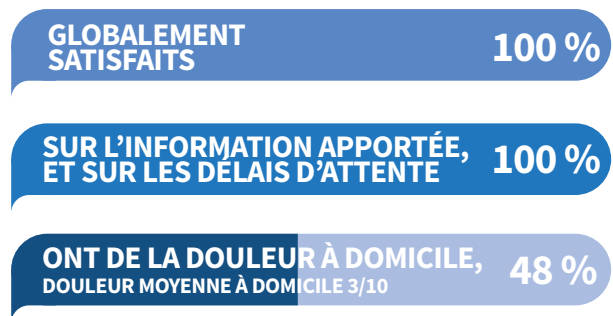 GLOBALEMENT
SATISFAITS
100 %
SUR L’INFORMATION APPORTÉE,
ET SUR LES DÉLAIS D’ATTENTE
100 %
ONT DE LA DOULEUR À DOMICILE,
DOULEUR MOYENNE À DOMICILE 3/10
48 %